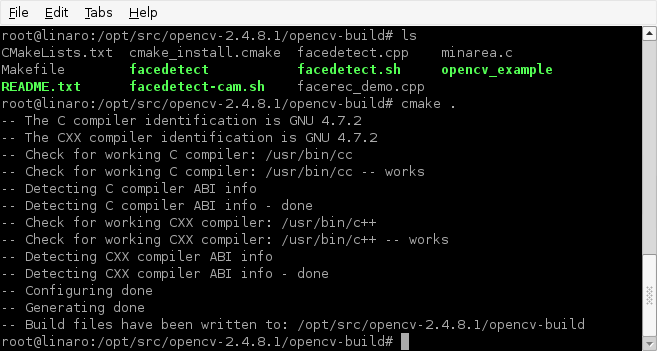 File Edit Tabs Help
root@linaro:/opt/src/opencv-2.4.8.1/opencv-build# ls
CMakeLists.txt cmake_install.cmake facedetect.cpp minarea.c
Makefile facedetect facedetect.sh opencv_example
README.txt facedetect-cam.sh facerec_demo.cpp
root@linaro:/opt/src/opencv-2.4.8.1/opencv-build# cmake .
-- The C compiler identification is GNU 4.7.2
-- The CXX compiler identification is GNU 4.7.2
-- Check for working C compiler: /usr/bin/cc
-- Check for working C compiler: /usr/bin/cc -- works
-- Detecting C compiler ABI info
-- Detecting C compiler ABI info - done
-- Check for working CXX compiler: /usr/bin/c++
-- Check for working CXX compiler: /usr/bin/c++ -- works
-- Detecting CXX compiler ABI info
-- Detecting CXX compiler ABI info - done
-- Configuring done
-- Generating done
-- Build files have been written to: /opt/src/opencv-2.4.8.1/opencv-build
root@linaro:/opt/src/opencv-2.4.8.1/opencv-build#